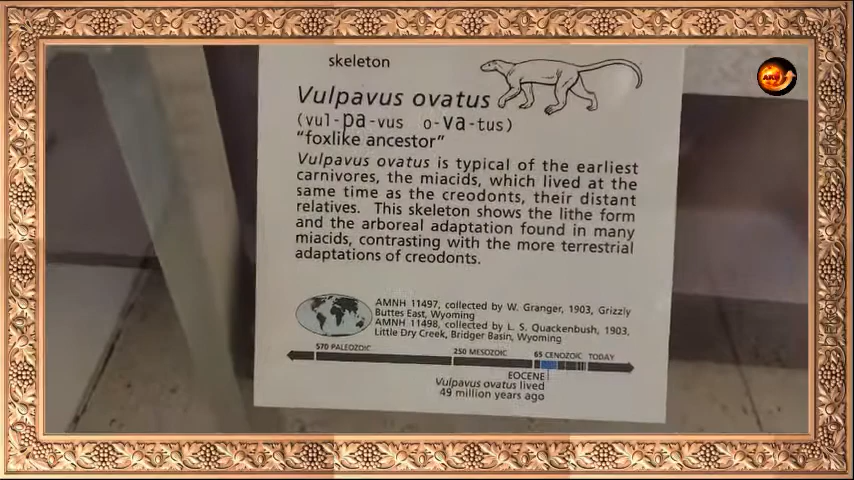 skeleton
Vulpavus ovatus
(vul-pa-vus o-va-tus)
"foxlike ancestor"
Vulpavus ovatus is typical of the earliest
carnivores, the miacids, which lived at the
same time as the creodonts, their distant
relatives. This skeleton shows the lithe form
and the arboreal adaptation found in many
miacids, contrasting with the more terrestrial
adaptations of creodonts.
AMNH 11497, collected by W. Granger, 1903, Grizzly
Buttes East, Wyoming
AMNH 11498, collected by L. S. Quackenbush, 1903,
Little Dry Creek, Bridger Basin, Wyoming
570 PALEOZOIC 250 MESOZOIC 65 CENOZOIC TODAY
EOCENE
Vulpavus ovatus lived
49 million years ago